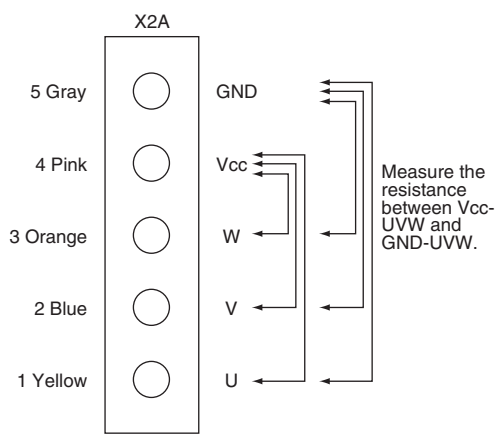 X2A
5 Gray GND
4 Pink Vcc
3 Orange W
2 Blue V
1 Yellow U
Measure the
resistance
between Vcc-
UVW and
GND-UVW.